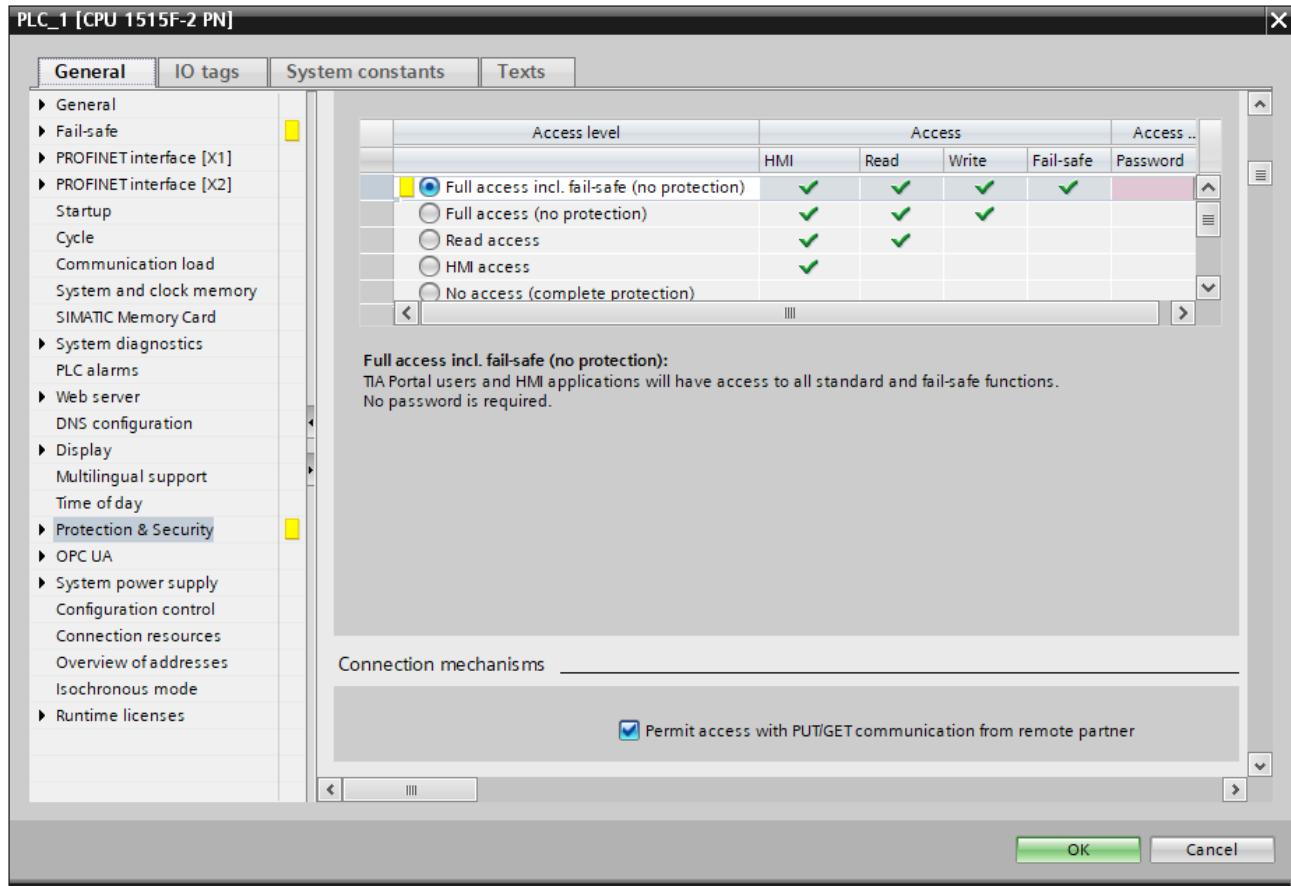 PLC_1 [CPU 1515F-2 PN]
General IO tags System constants Texts
General
Fail-safe
PROFINET interface [X1]
PROFINET interface [X2]
Startup
Cycle
Communication load
System and clock memory
SIMATIC Memory Card
System diagnostics
PLC alarms
Web server
DNS configuration
Display
Multilingual support
Time of day
Protection & Security
OPC UA
System power supply
Configuration control
Connection resources
Overview of addresses
Isochronous mode
Runtime licenses
Access level Access Access ..
HMI Read Write Fail-safe Password
Full access incl. fail-safe (no protection)
Full access (no protection)
Read access
HMI access
No access (complete protection)
Full access incl. fail-safe (no protection):
TIA Portal users and HMI applications will have access to all standard and fail-safe functions.
No password is required.
Connection mechanisms
Permit access with PUT/GET communication from remote partner
OK Cancel